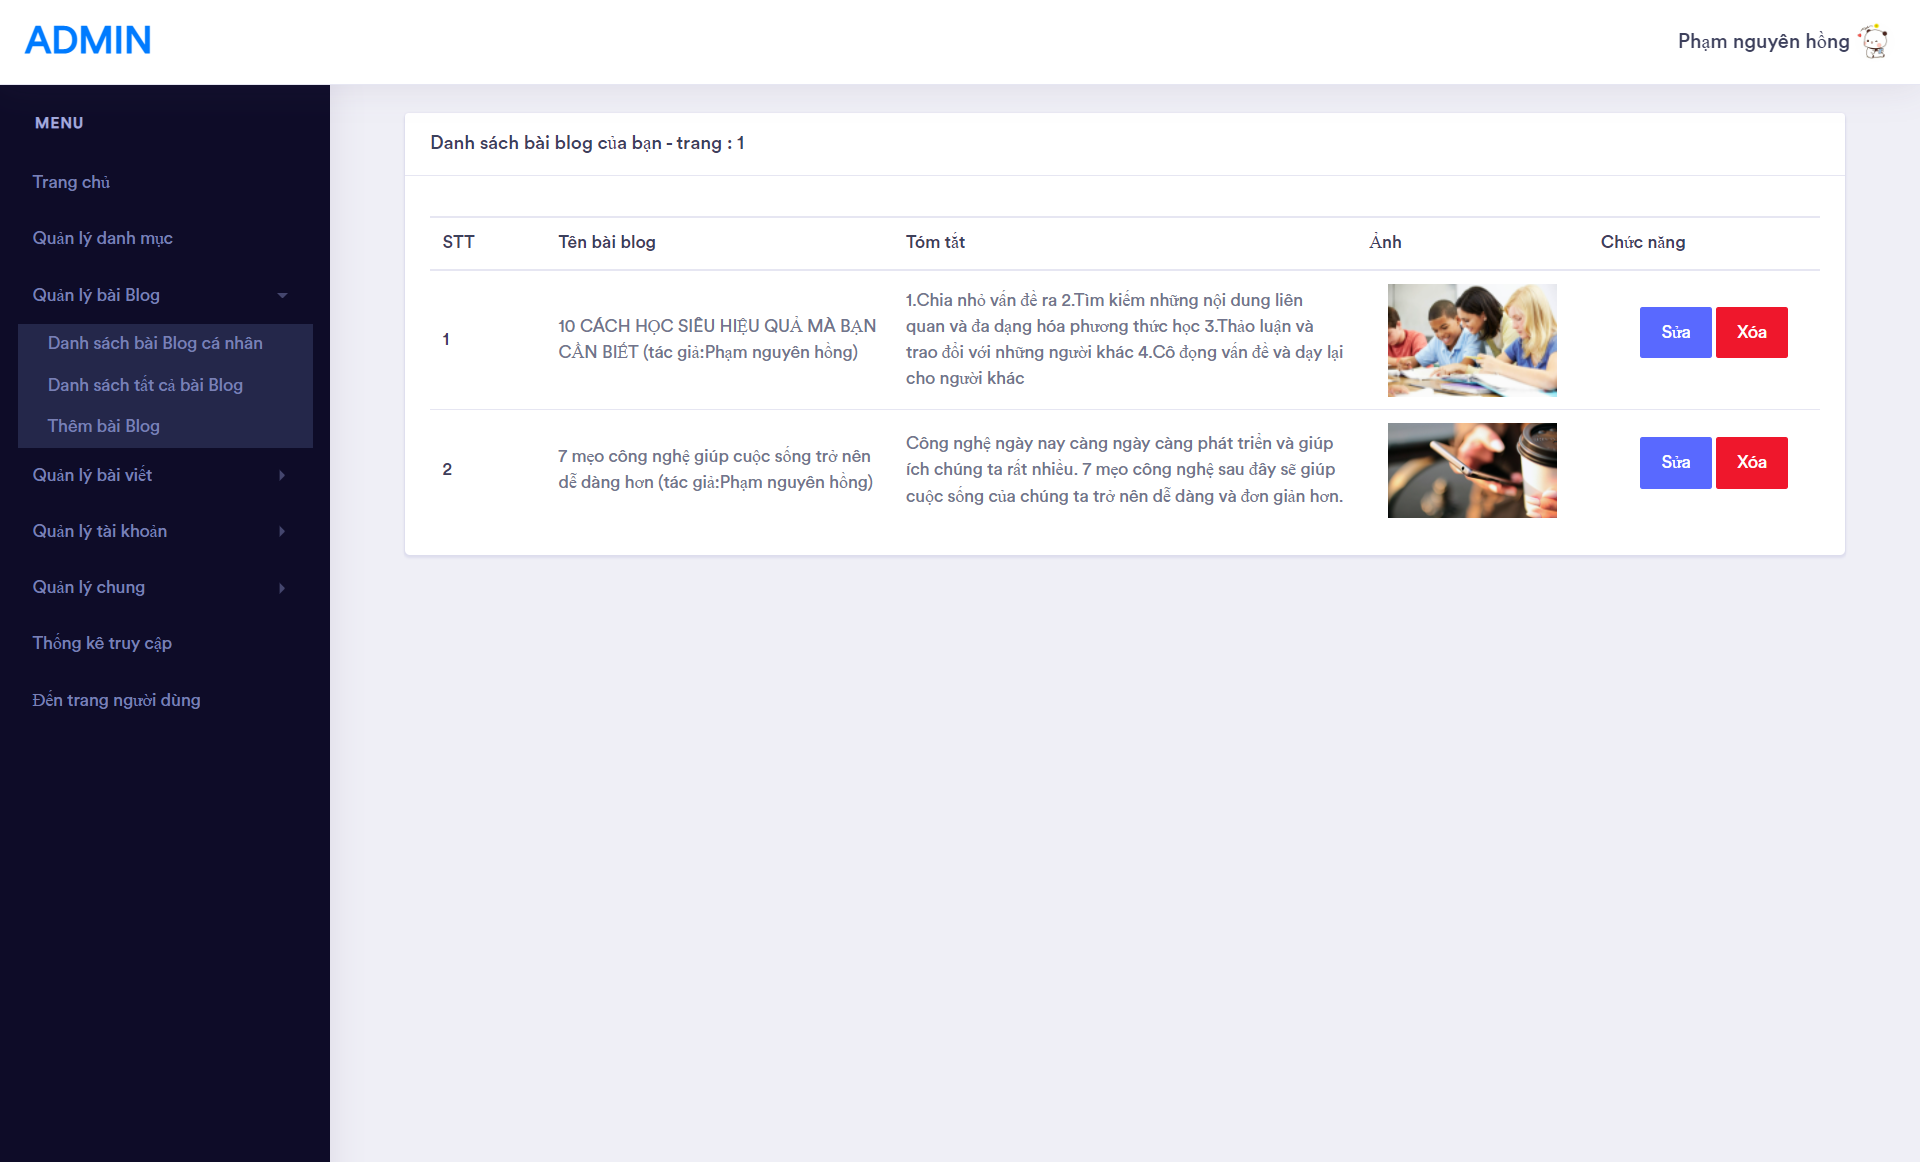 ADMIN
Phạm nguyên hồng
MENU
Trang chủ
Quản lý danh mục
Quản lý bài Blog
Danh sách bài Blog cá nhân
Danh sách tất cả bài Blog
Thêm bài Blog
Quản lý bài viết
Quản lý tài khoản
Quản lý chung
Thống kê truy cập
Đến trang người dùng
Danh sách bài blog của bạn - trang : 1
STT Tên bài blog Tóm tắt Ảnh Chức năng
1
10 CÁCH HỌC SIÊU HIỆU QUẢ MÀ BẠN
CẦN BIẾT (tác giả:Phạm nguyên hồng)
1.Chia nhỏ vấn đề ra 2.Tìm kiếm những nội dung liên
quan và đa dạng hóa phương thức học 3.Thảo luận và
trao đổi với những người khác 4.Cô đọng vấn đề và dạy lại
cho người khác
Sửa Xóa
2
7 mẹo công nghệ giúp cuộc sống trở nên
dễ dàng hơn (tác giả:Phạm nguyên hồng)
Công nghệ ngày nay càng ngày càng phát triển và giúp
ích chúng ta rất nhiều. 7 mẹo công nghệ sau đây sẽ giúp
cuộc sống của chúng ta trở nên dễ dàng và đơn giản hơn.
Sửa Xóa